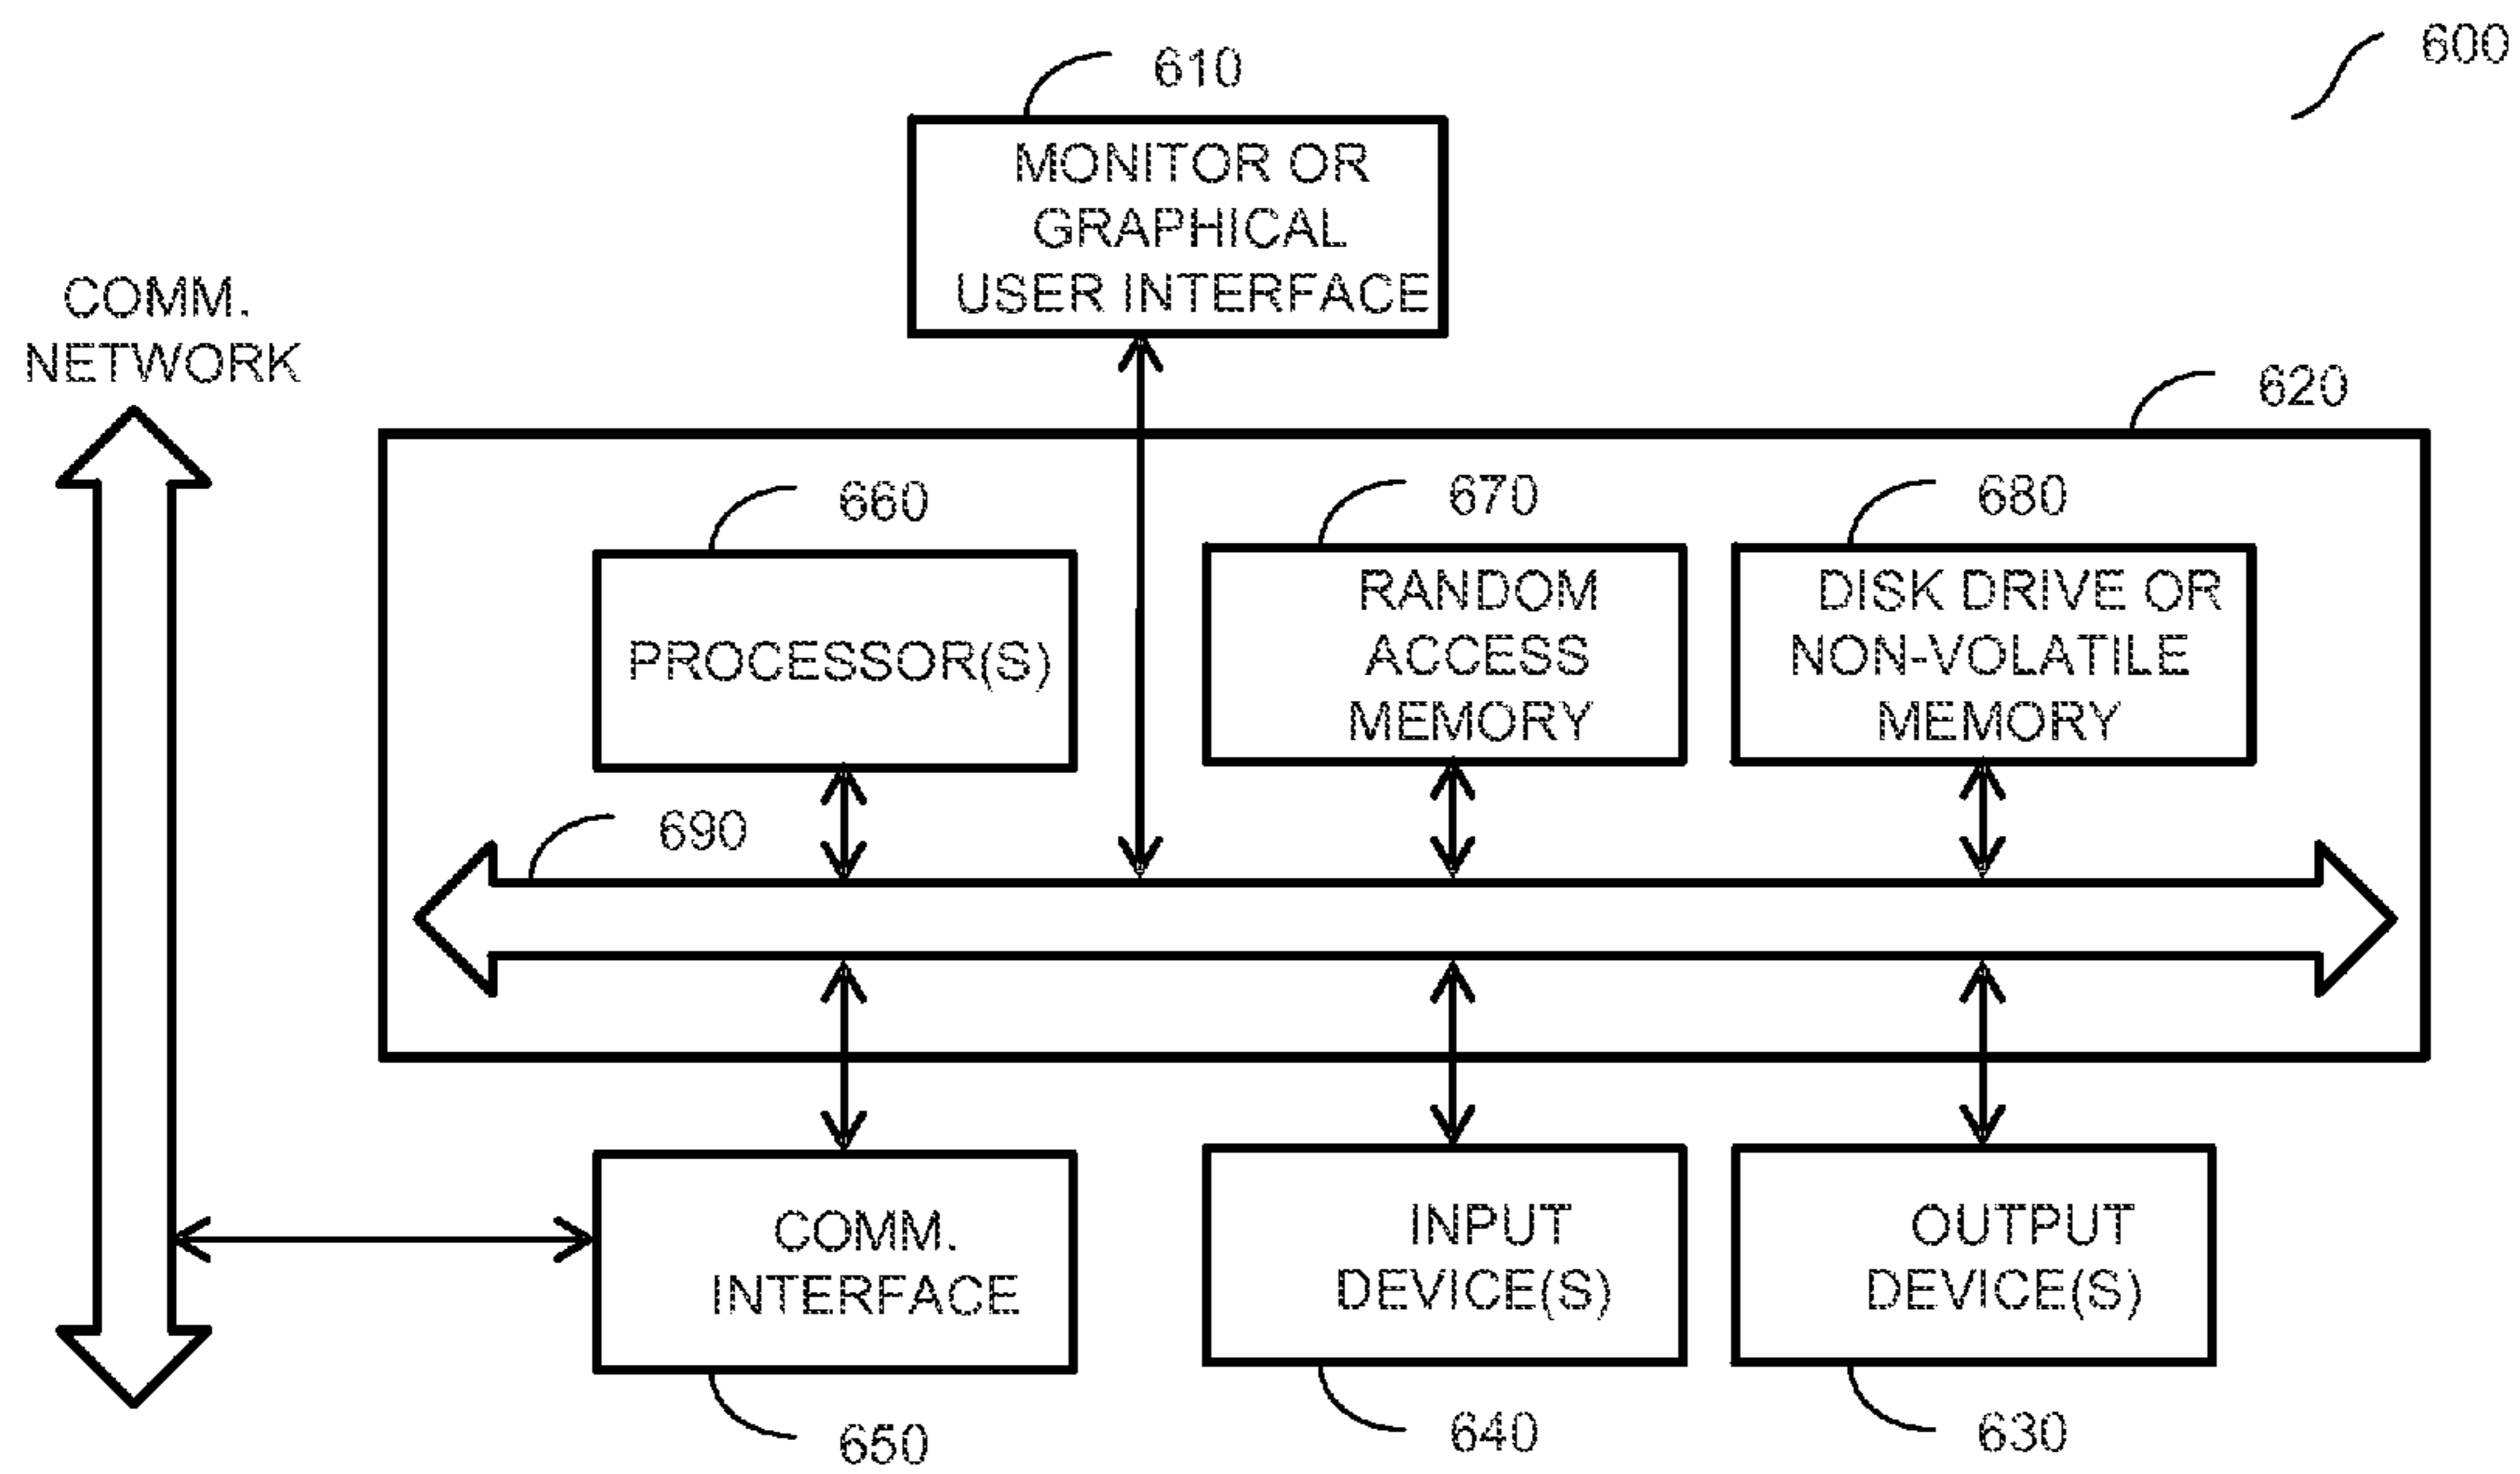 600
610
MONITOR OR
GRAPHICAL
USER INTERFACE
COMM.
NETWORK
620
660
670
680
PROCESSOR(S)
RANDOM
ACCESS
MEMORY
DISK DRIVE OR
NON-VOLATILE
MEMORY
690
COMM.
INTERFACE
INPUT
DEVICE(S)
OUTPUT
DEVICE(S)
650
640
630